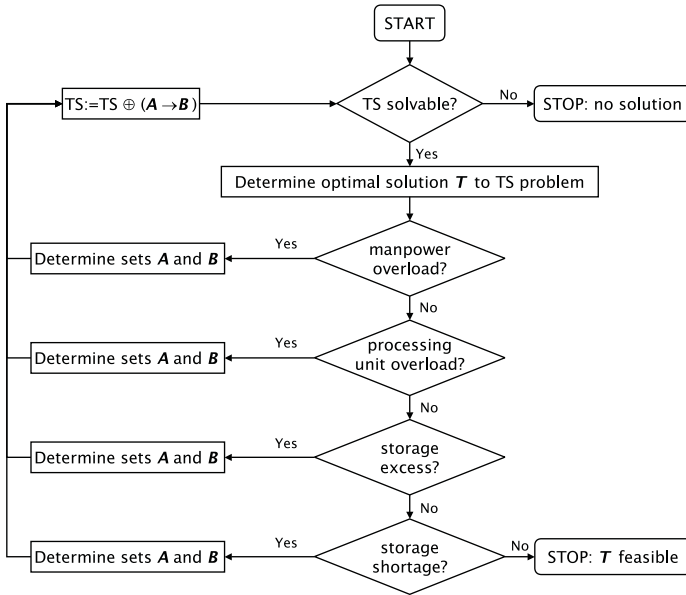 START
TS:=TS ⊕ (A→B)
TS solvable?
No
STOP: no solution
Yes
Determine optimal solution T to TS problem
Determine sets A and B
Yes
manpower
overload?
No
Determine sets A and B
Yes
processing
unit overload?
No
Determine sets A and B
Yes
storage
excess?
No
Determine sets A and B
Yes
storage
shortage?
No
STOP: T feasible